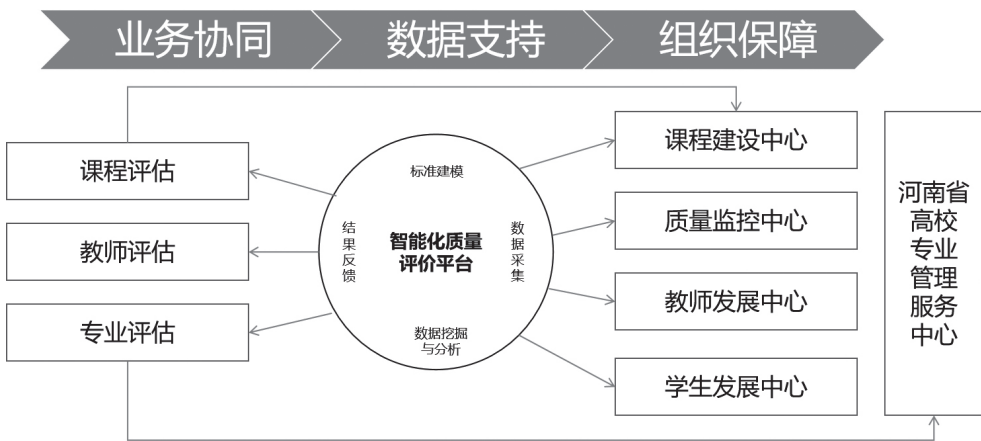 业务协同
数据支持
组织保障
课程评估
教师评估
专业评估
标准建模
结果反馈
智能化质量
评价平台
数据采集
数据挖掘
与分析
课程建设中心
质量监控中心
教师发展中心
学生发展中心
河南省
高校
专业
管理
服务
中心